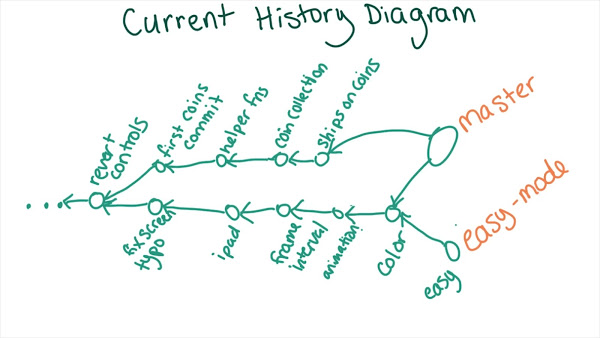 Current History Diagram
revert
controls
first coins
commit
helper fns
coin collection
ships on coins
master
easy-mode
fix screen
typo
ipad
frame
interval
animation
color
easy